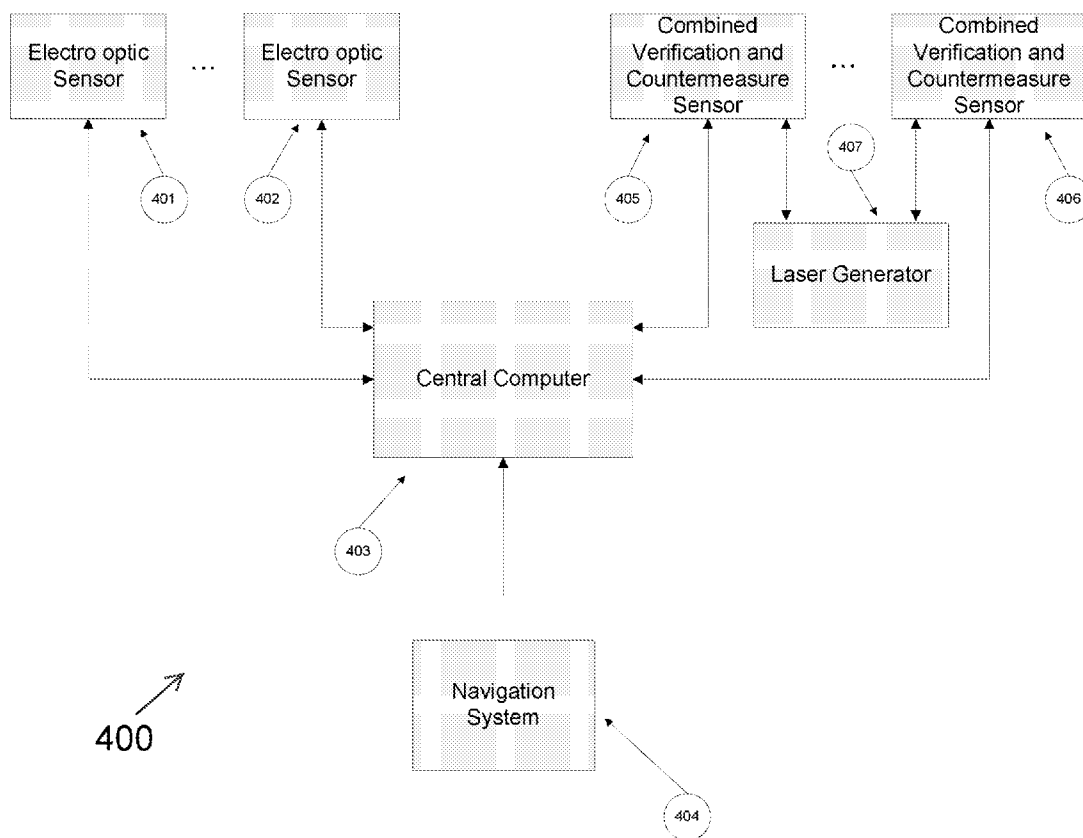 Electro optic
Sensor
...
Electro optic
Sensor
Combined
Verification and
Countermeasure
Sensor
...
Combined
Verification and
Countermeasure
Sensor
401
402
405
407
406
Laser Generator
Central Computer
403
Navigation
System
400
404